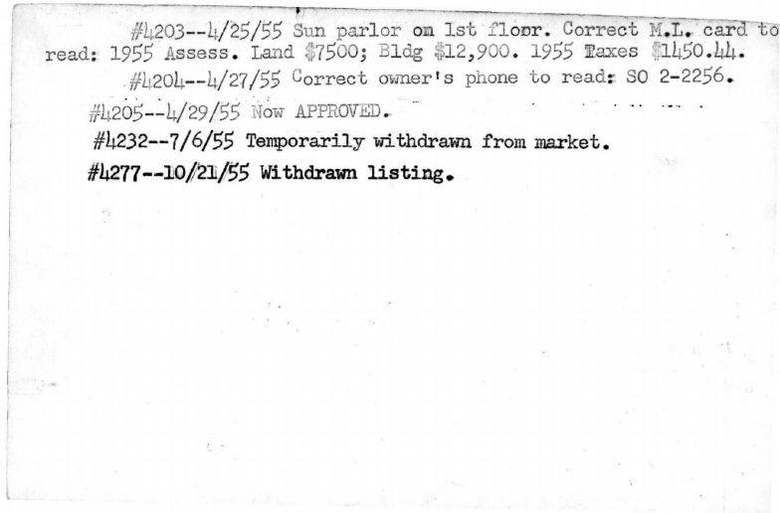 #4203--4/25/55 Sun parlor on 1st floor. Correct M.L. card to
read: 1955 Assess. Land $7500; Bldg $12,900. 1955 Taxes $1450.44.
#4204--4/27/55 Correct owner's phone to read: SO 2-2256.
#4205--4/29/55 Now APPROVED.
#4232--7/6/55 Temporarily withdrawn from market.
#4277--10/21/55 Withdrawn listing.